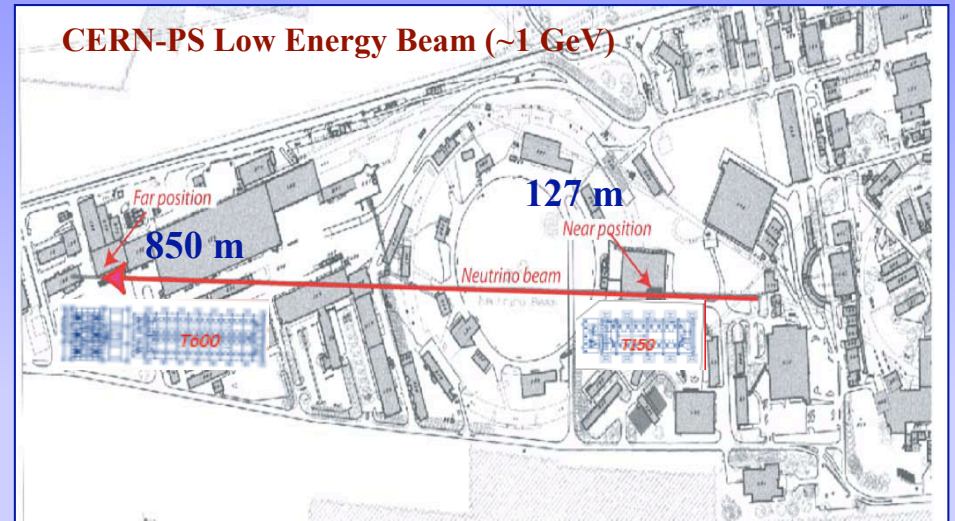 CERN-PS Low Energy Beam (~1 GeV)
Far position
850 m
127 m
Near position
Neutrino beam
Neutrino Beam
T600
T150